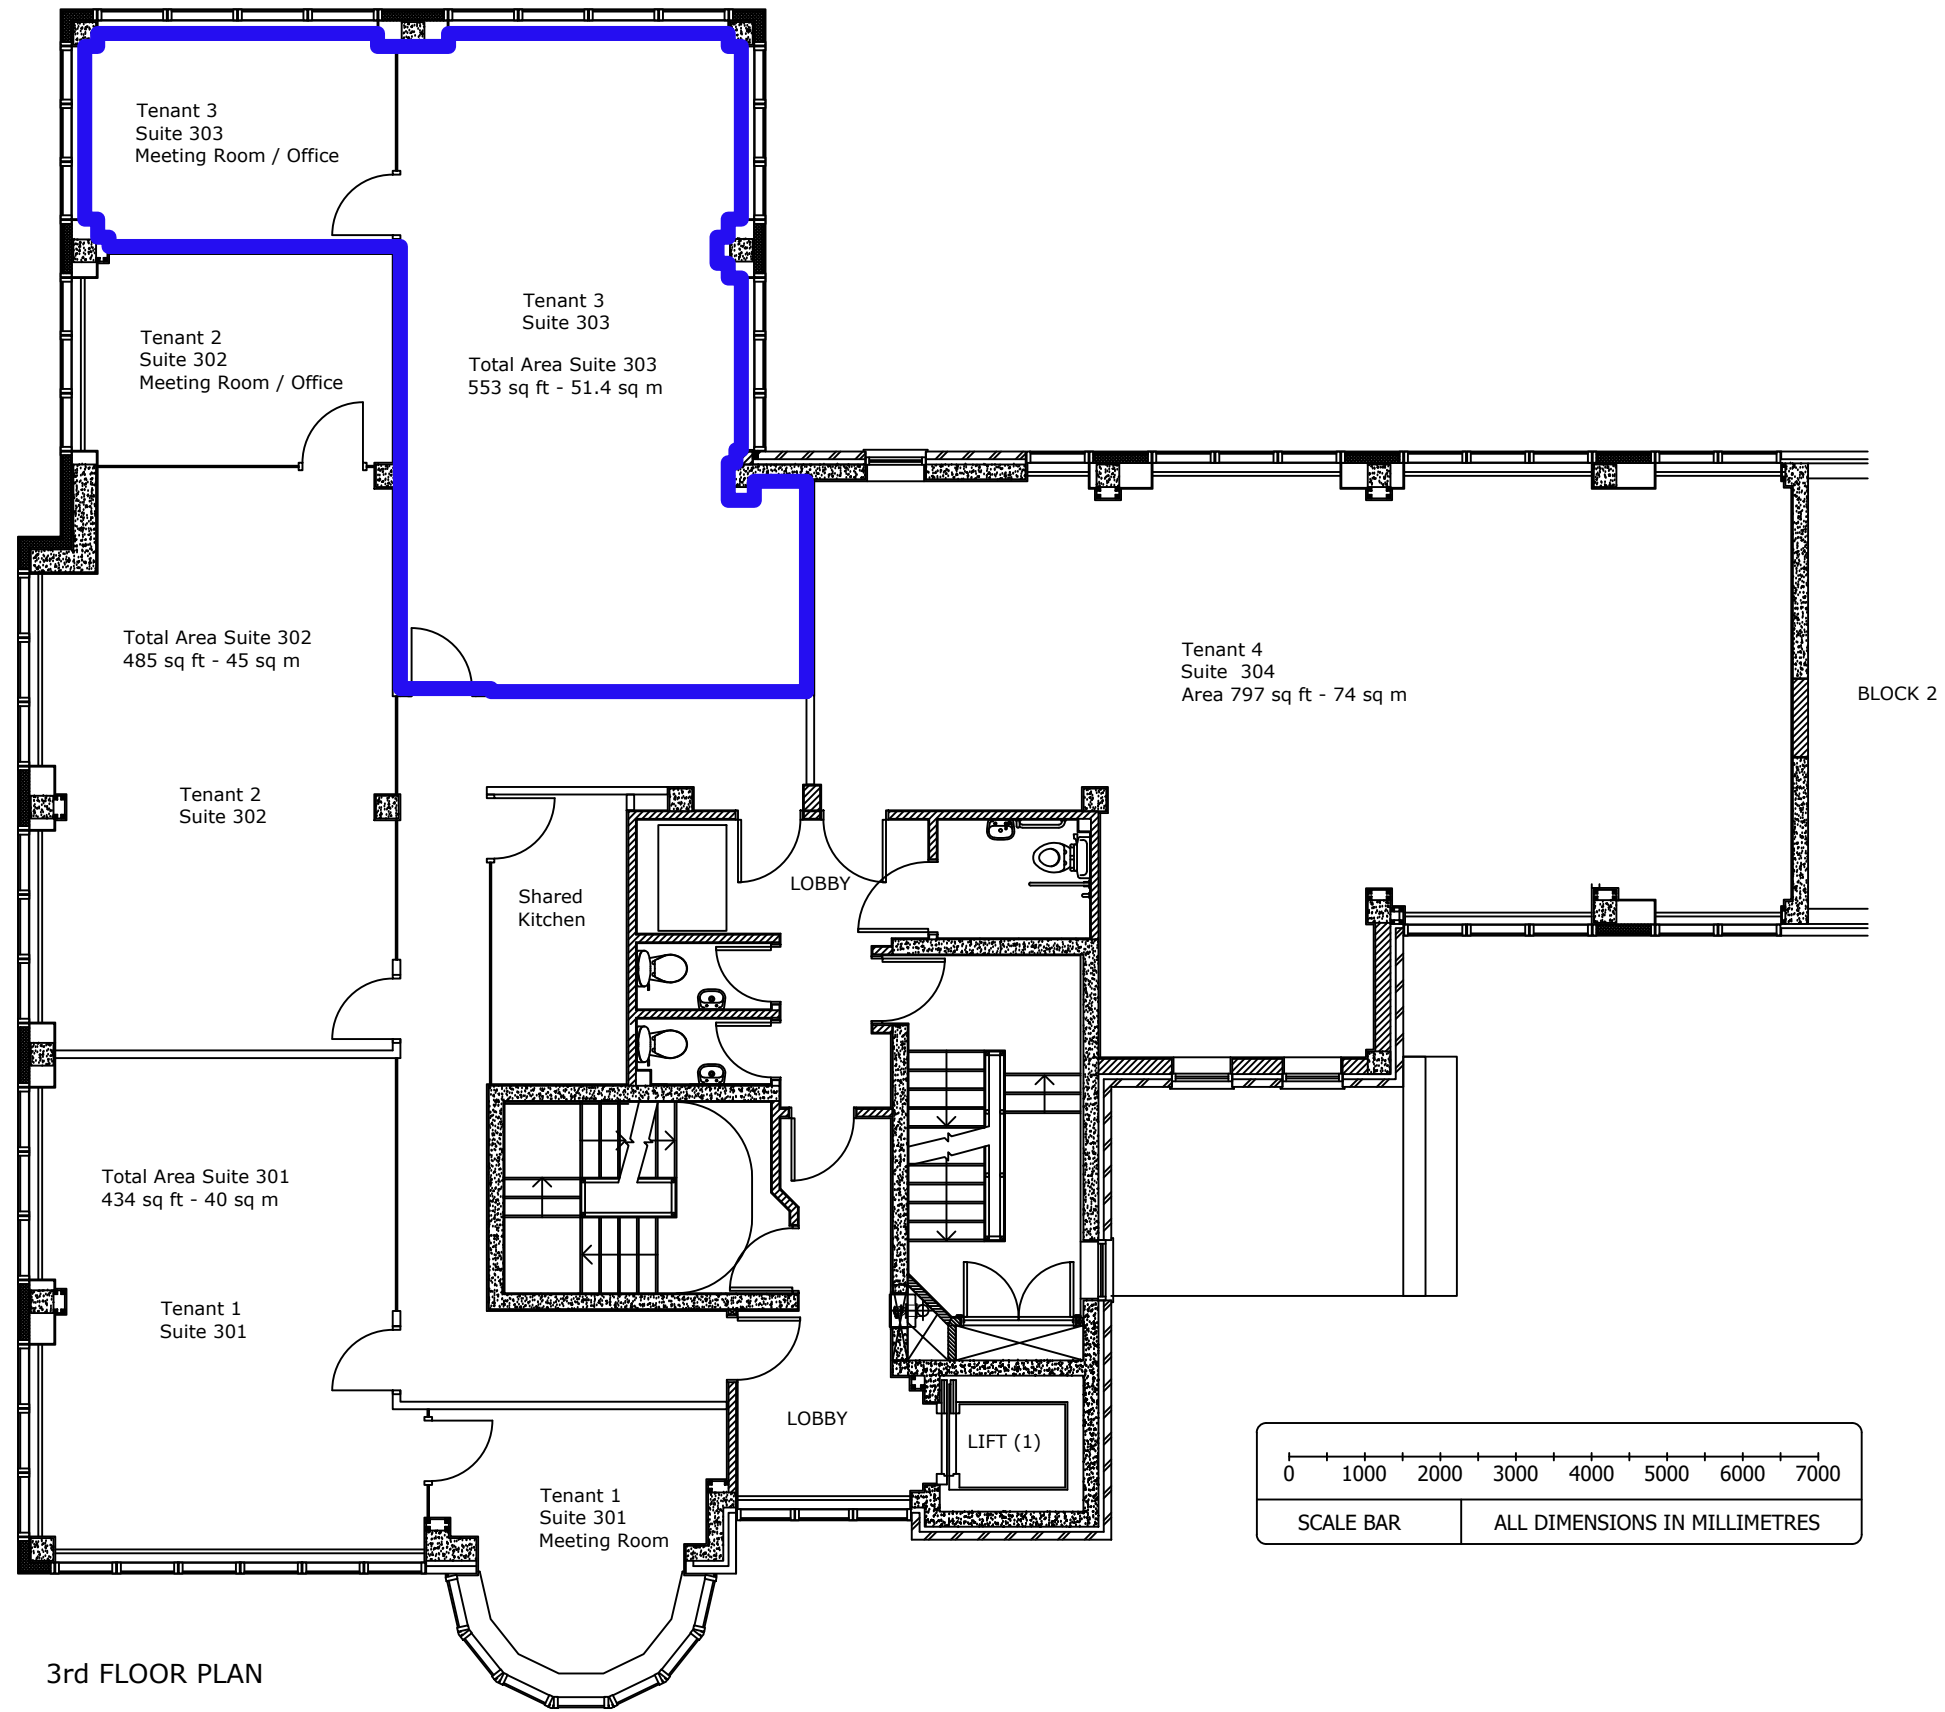 Tenant 3
Suite 303
Meeting Room / Office
Tenant 3
Suite 303
Total Area Suite 303
553 sq ft - 51.4 sq m
Tenant 2
Suite 302
Meeting Room / Office
Total Area Suite 302
485 sq ft - 45 sq m
Tenant 4
Suite 304
Area 797 sq ft - 74 sq m
BLOCK 2
Tenant 2
Suite 302
LOBBY
Shared
Kitchen
Total Area Suite 301
434 sq ft - 40 sq m
Tenant 1
Suite 301
LOBBY
LIFT (1)
Tenant 1
Suite 301
Meeting Room
0 1000 2000 3000 4000 5000 6000 7000
SCALE BAR ALL DIMENSIONS IN MILLIMETRES
3rd FLOOR PLAN